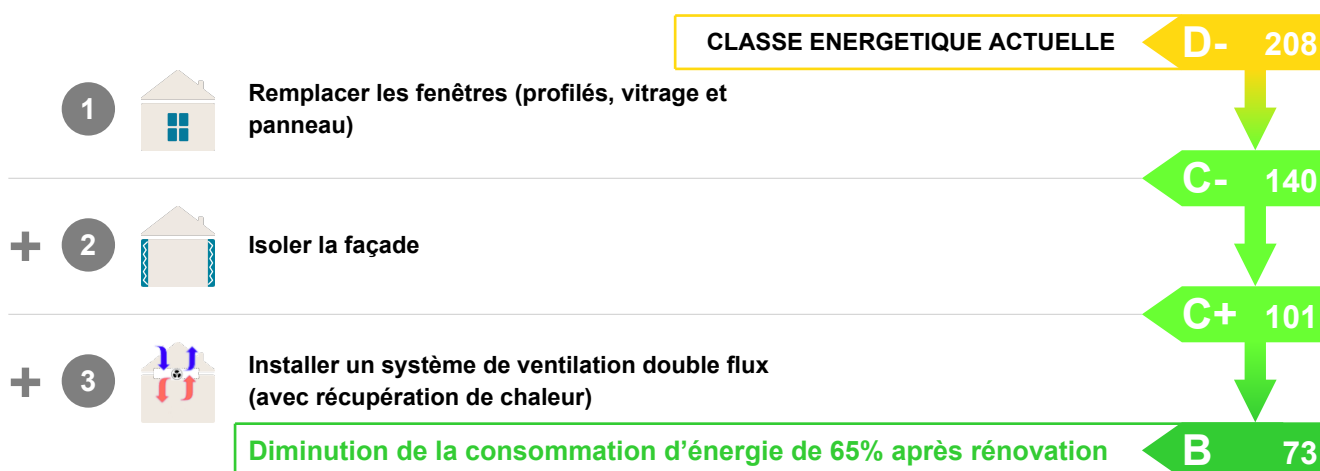 CLASSE ENERGETIQUE ACTUELLE D- 208
1 Remplacer les fenêtres (profilés, vitrage et
panneau)
C- 140
+ 2 Isoler la façade
C+ 101
+ 3 Installer un système de ventilation double flux
(avec récupération de chaleur)
Diminution de la consommation d’énergie de 65% après rénovation B 73